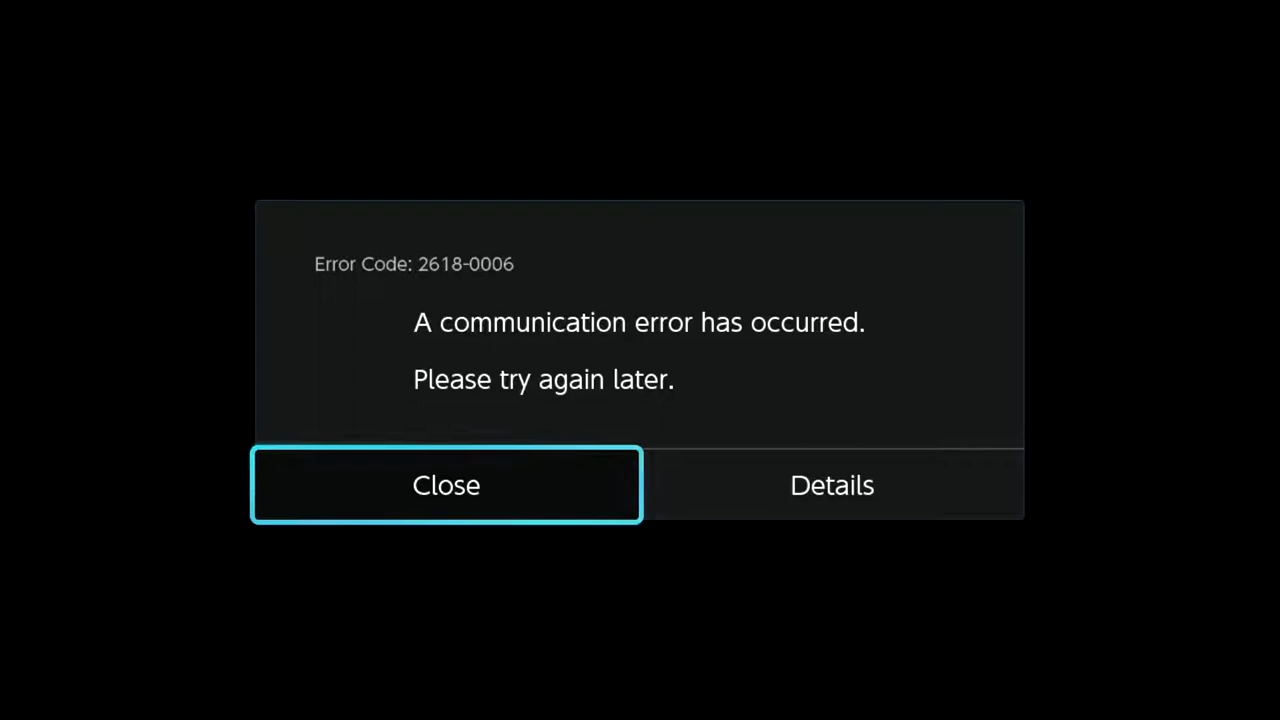 Error Code: 2618-0006
A communication error has occurred.
Please try again later.
Close
Details